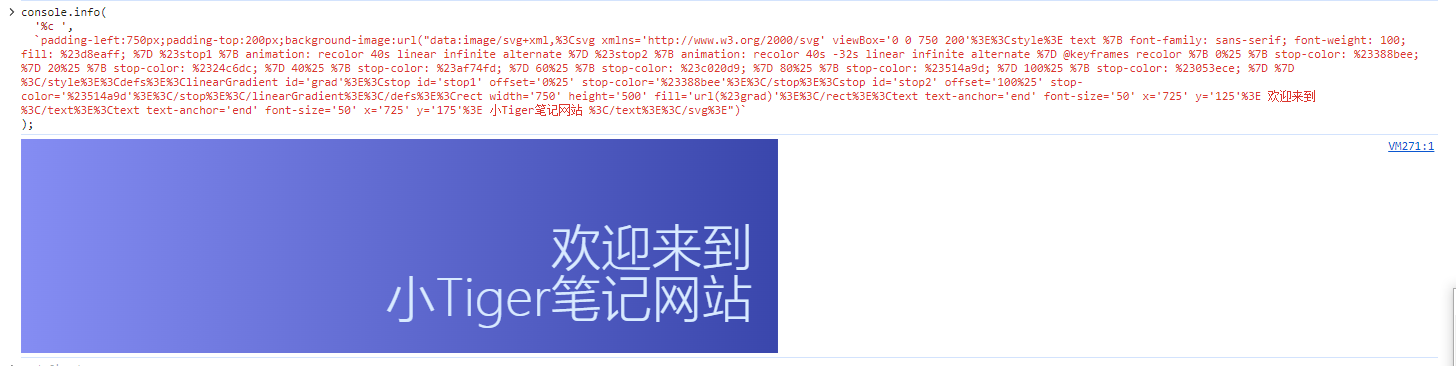 console.info(
'%c ',
`padding-left:750px;padding-top:200px;background-image:url("data:image/svg+xml,%3Csvg xmlns='http://www.w3.org/2000/svg' viewBox='0 0 750 200'%3E%3Cstyle%3E text %7B font-family: sans-serif; font-weight: 100;
fill: %23d8eaff; %7D %23stop1 %7B animation: recolor 40s linear infinite alternate %7D %23stop2 %7B animation: recolor 40s -32s linear infinite alternate %7D @keyframes recolor %7B 0%25 %7B stop-color: %23388bee;
%7D 20%25 %7B stop-color: %2324c6dc; %7D 40%25 %7B stop-color: %23af74fd; %7D 60%25 %7B stop-color: %23c020d9; %7D 80%25 %7B stop-color: %23514a9d; %7D 100%25 %7B stop-color: %23053ece; %7D %7D
%3C/style%3E%3Cdefs%3E%3ClinearGradient id='grad'%3E%3Cstop id='stop1' offset='0%25' stop-color='%23388bee'%3E%3C/stop%3E%3Cstop id='stop2' offset='100%25' stop-
color='%23514a9d'%3E%3C/stop%3E%3C/linearGradient%3E%3C/defs%3E%3Crect width='750' height='500' fill='url(%23grad)'%3E%3C/rect%3E%3Ctext text-anchor='end' font-size='50' x='725' y='125'%3E 欢迎来到
%3C/text%3E%3Ctext text-anchor='end' font-size='50' x='725' y='175'%3E 小Tiger笔记网站 %3C/text%3E%3C/svg%3E")`
);
VM271:1
欢迎来到
小Tiger笔记网站